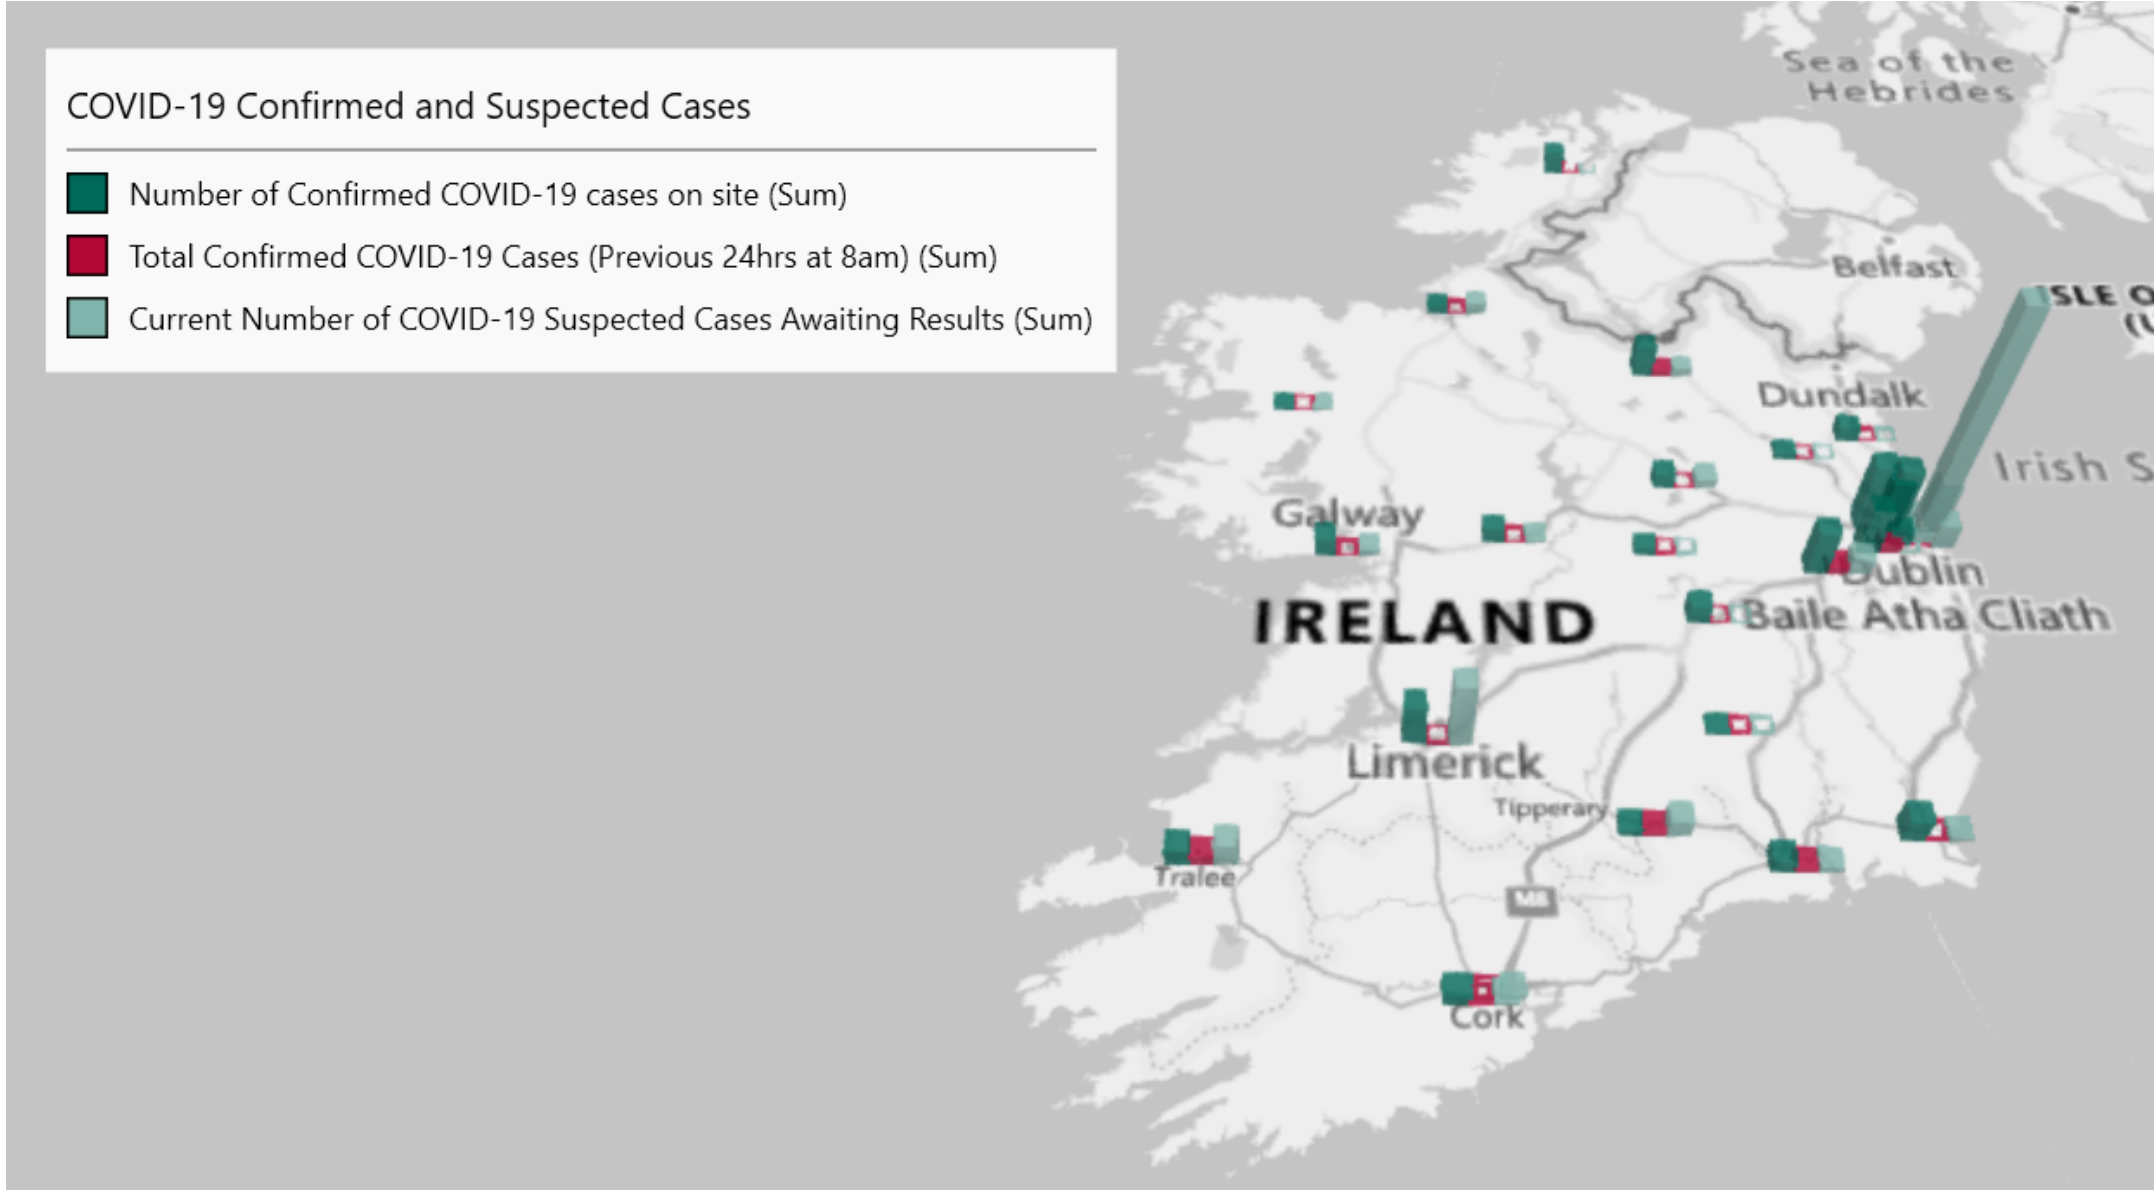 COVID-19 Confirmed and Suspected Cases
Number of Confirmed COVID-19 cases on site (Sum)
Total Confirmed COVID-19 Cases (Previous 24hrs at 8am) (Sum)
Current Number of COVID-19 Suspected Cases Awaiting Results (Sum)
Sea of the
Hebrides
Belfast
ISLE O
(U
Dundalk
Irish S
Galway
Dublin
Baile Atha Cliath
IRELAND
Limerick
Tipperary
Tralee
M8
Cork